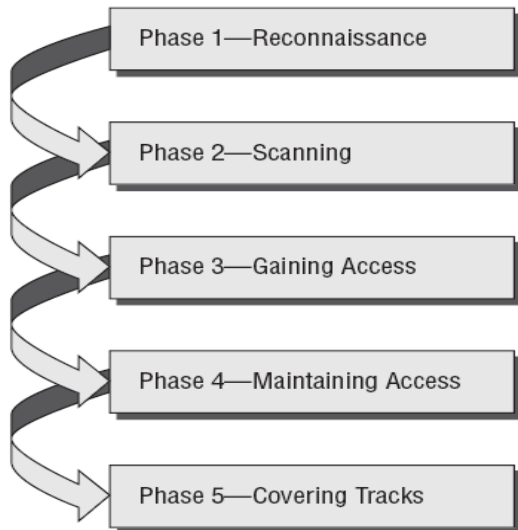 Phase 1—Reconnaissance
Phase 2—Scanning
Phase 3—Gaining Access
Phase 4—Maintaining Access
Phase 5—Covering Tracks